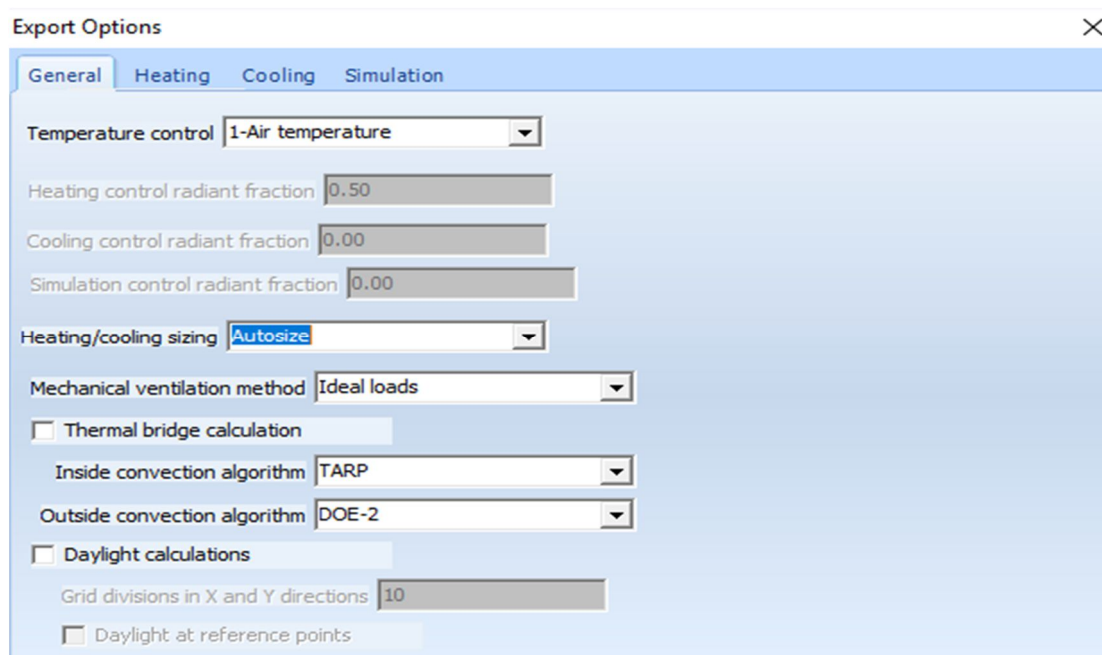 Export Options
General Heating Cooling Simulation
Temperature control 1-Air temperature
Heating control radiant fraction 0.50
Cooling control radiant fraction 0.00
Simulation control radiant fraction 0.00
Heating/cooling sizing Autosize
Mechanical ventilation method Ideal loads
Thermal bridge calculation
Inside convection algorithm TARP
Outside convection algorithm DOE-2
Daylight calculations
Grid divisions in X and Y directions 10
Daylight at reference points